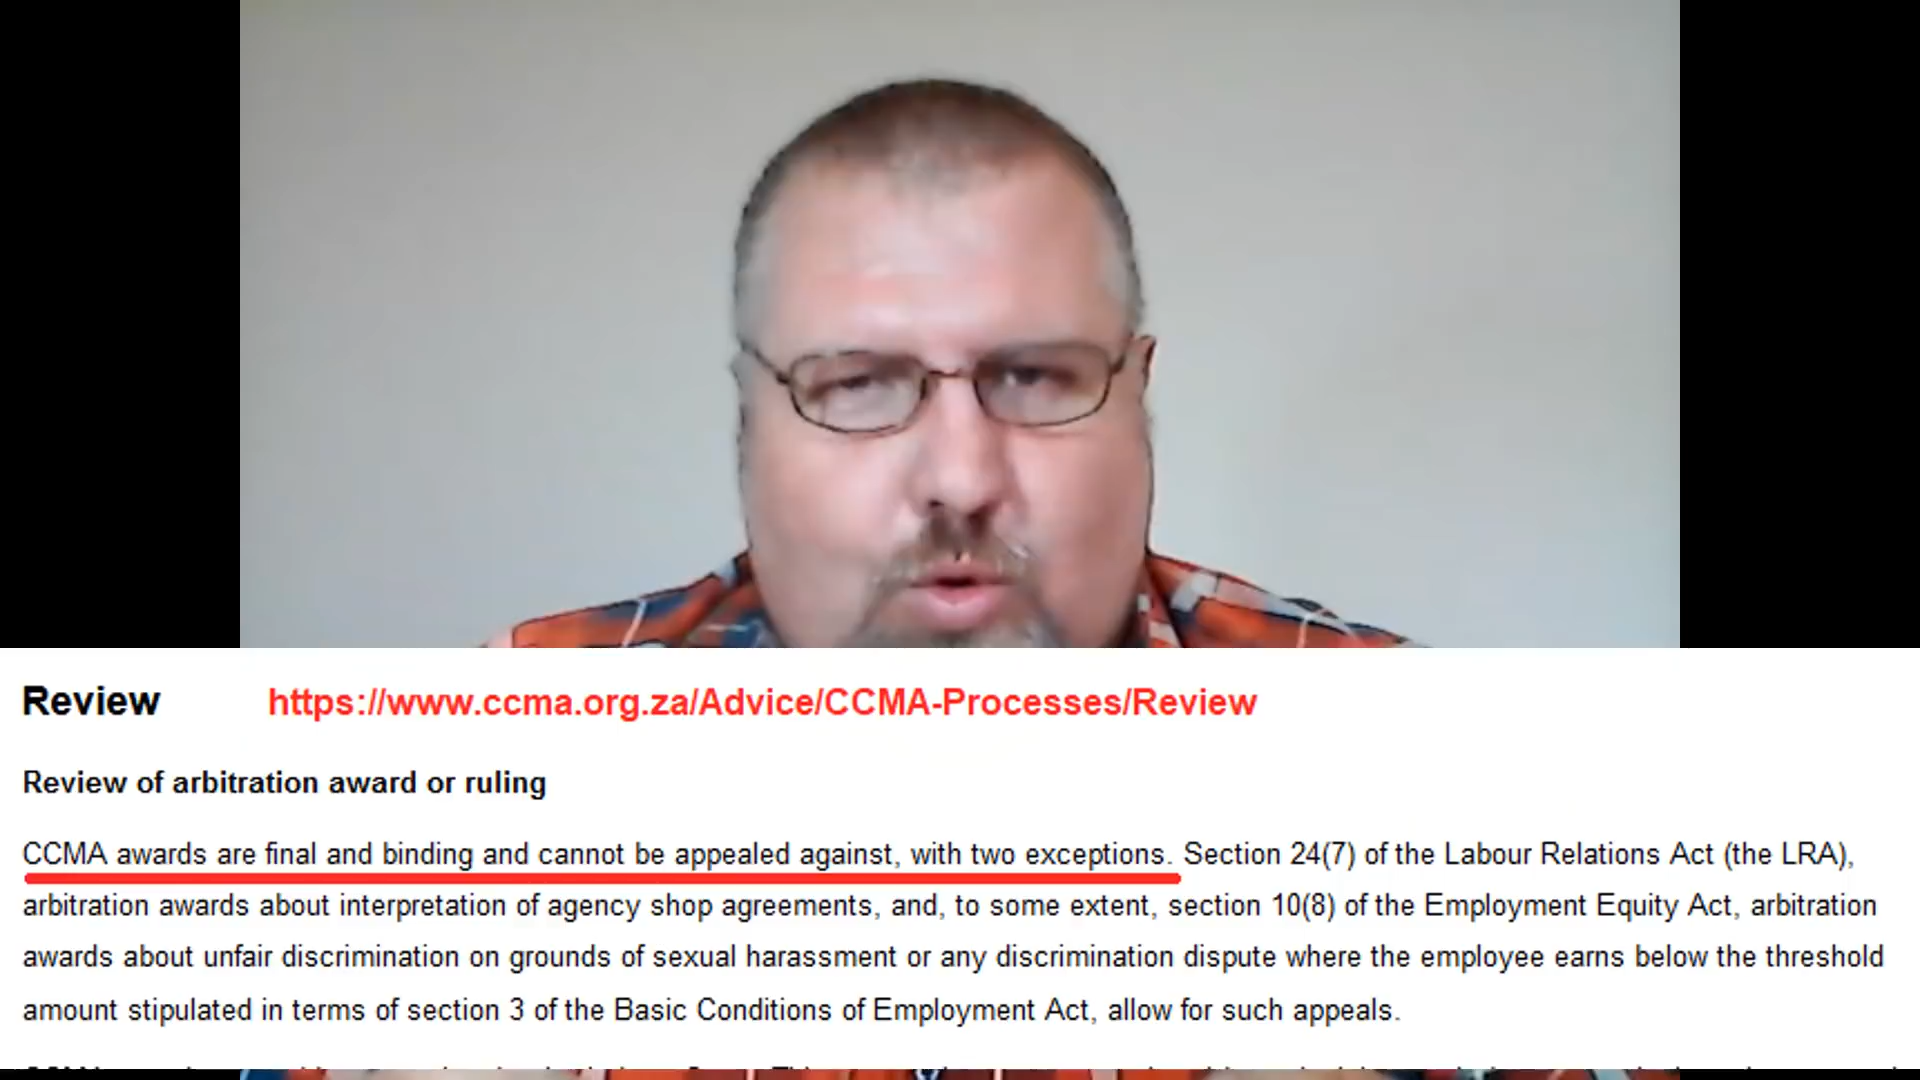 Review https://www.ccma.org.za/Advice/CCMA-Processes/Review
Review of arbitration award or ruling
CCMA awards are final and binding and cannot be appealed against, with two exceptions. Section 24(7) of the Labour Relations Act (the LRA),
arbitration awards about interpretation of agency shop agreements, and, to some extent, section 10(8) of the Employment Equity Act, arbitration
awards about unfair discrimination on grounds of sexual harassment or any discrimination dispute where the employee earns below the threshold
amount stipulated in terms of section 3 of the Basic Conditions of Employment Act, allow for such appeals.